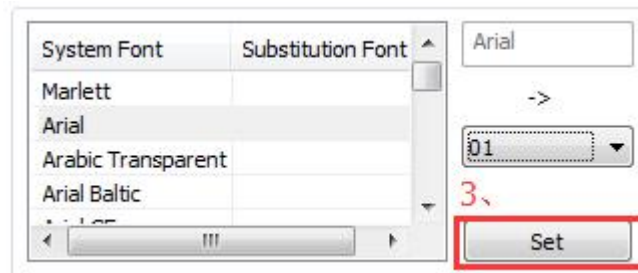 System Font Substitution Font
Arial
Marlett
->
Arial
01
Arabic Transparent
Arial Baltic
3、
Set